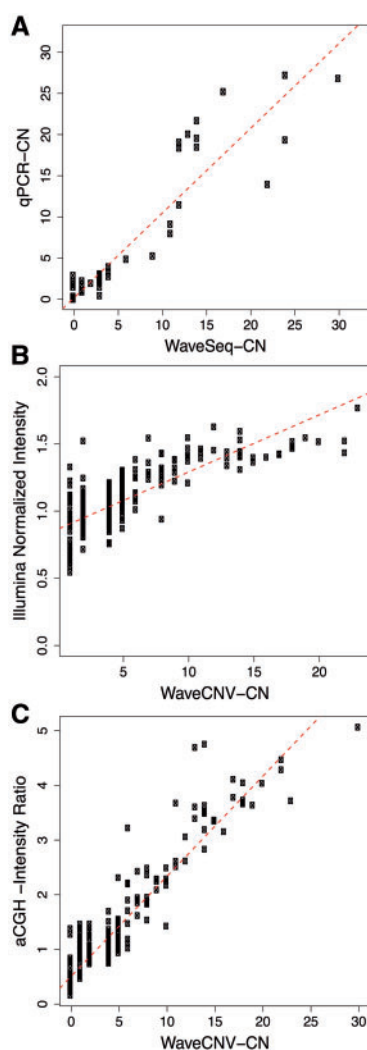 A
qPCR-CN
30
25
20
15
10
5
0
0 5 10 15 20 25 30
WaveSeq-CN
B
Illumina Normalized Intensity
2.0
1.5
1.0
0.5
0.0
5 10 15 20
WaveCNV-CN
C
aCGH -Intensity Ratio
5
4
3
2
1
0
0 5 10 15 20 25 30
WaveCNV-CN